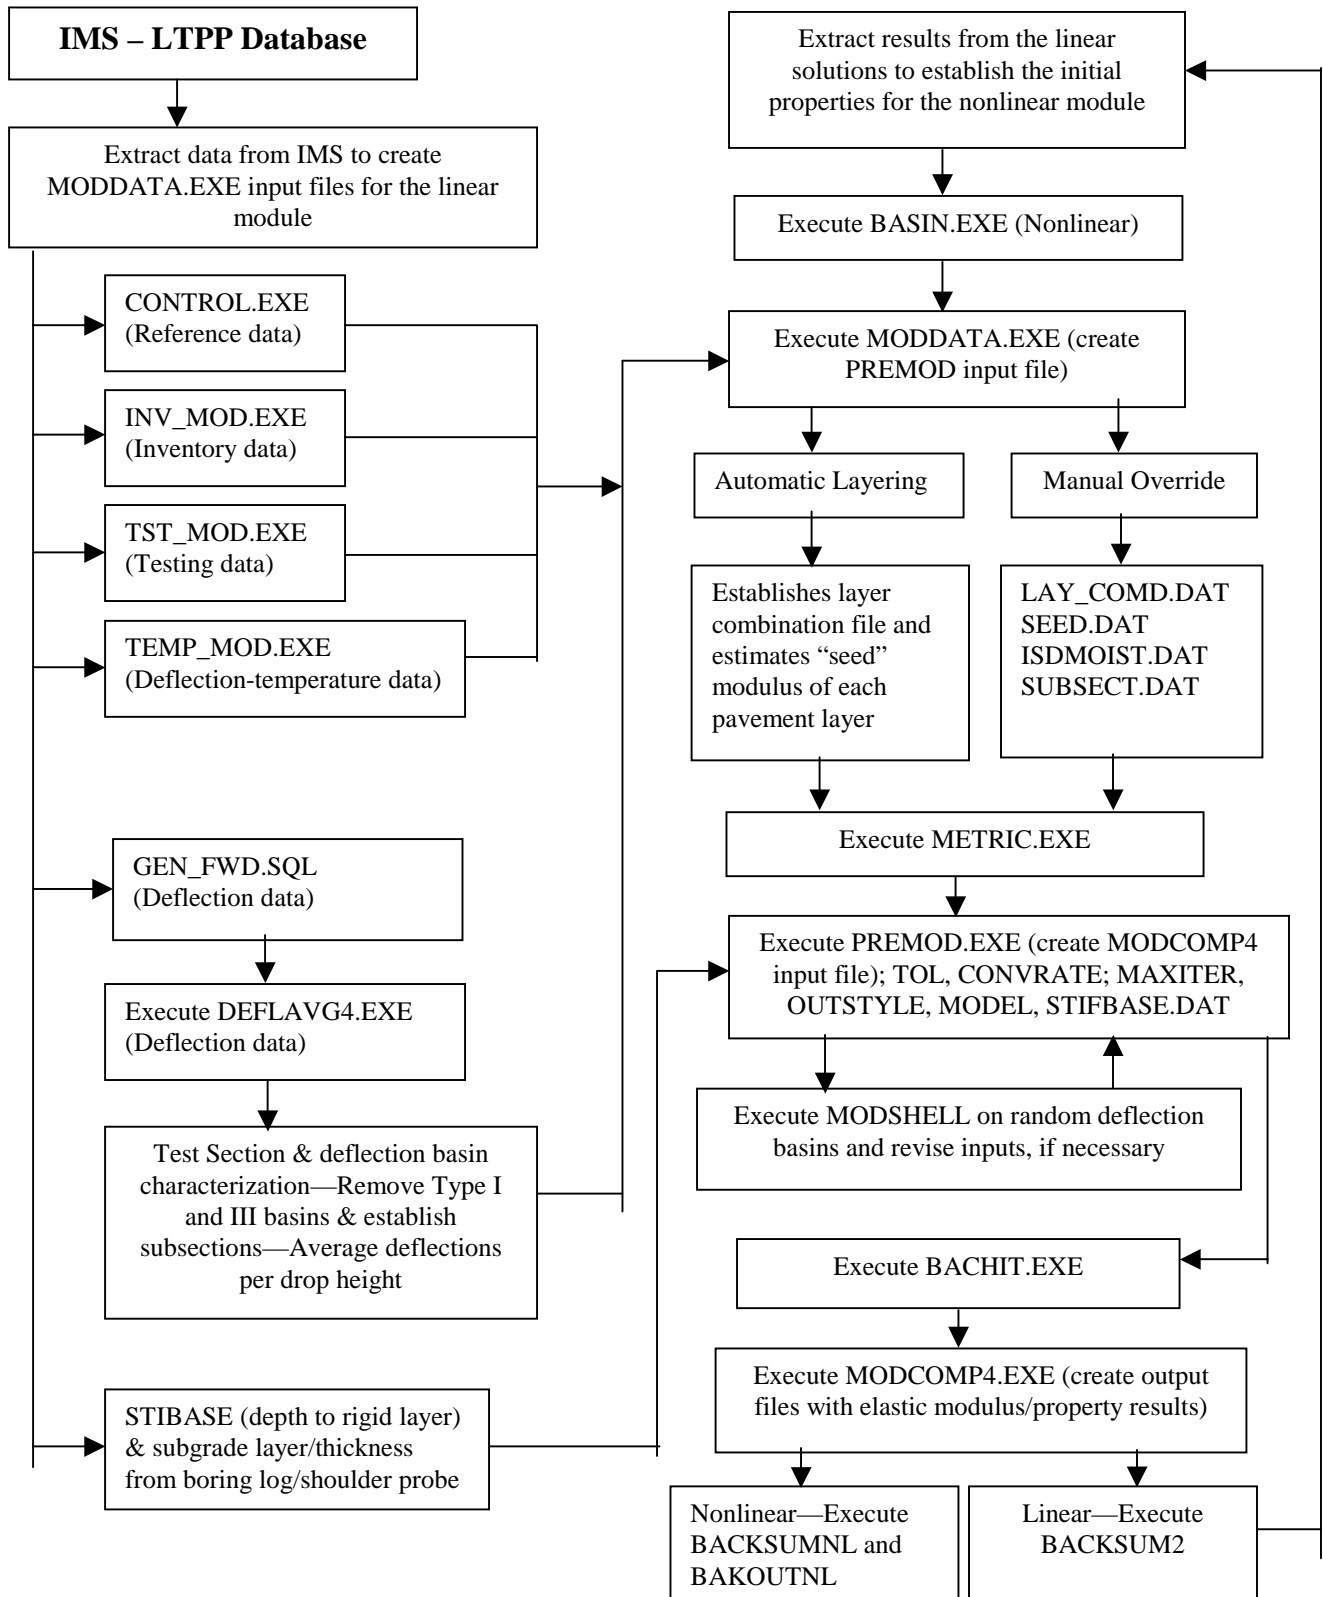 IMS – LTPP Database
Extract data from IMS to create
MODDATA.EXE input files for the linear
module
CONTROL.EXE
(Reference data)
INV_MOD.EXE
(Inventory data)
TST_MOD.EXE
(Testing data)
TEMP_MOD.EXE
(Deflection-temperature data)
GEN_FWD.SQL
(Deflection data)
Execute DEFLAVG4.EXE
(Deflection data)
Test Section & deflection basin
characterization—Remove Type I
and III basins & establish
subsections—Average deflections
per drop height
STIBASE (depth to rigid layer)
& subgrade layer/thickness
from boring log/shoulder probe
Extract results from the linear
solutions to establish the initial
properties for the nonlinear module
Execute BASIN.EXE (Nonlinear)
Execute MODDATA.EXE (create
PREMOD input file)
Automatic Layering
Manual Override
Establishes layer
combination file and
estimates “seed”
modulus of each
pavement layer
LAY_COMD.DAT
SEED.DAT
ISDMOIST.DAT
SUBSECT.DAT
Execute METRIC.EXE
Execute PREMOD.EXE (create MODCOMP4
input file); TOL, CONVRATE; MAXITER,
OUTSTYLE, MODEL, STIFBASE.DAT
Execute MODSHELL on random deflection
basins and revise inputs, if necessary
Execute BACHIT.EXE
Execute MODCOMP4.EXE (create output
files with elastic modulus/property results)
Nonlinear—Execute
BACKSUMNL and
BAKOUTNL
Linear—Execute
BACKSUM2